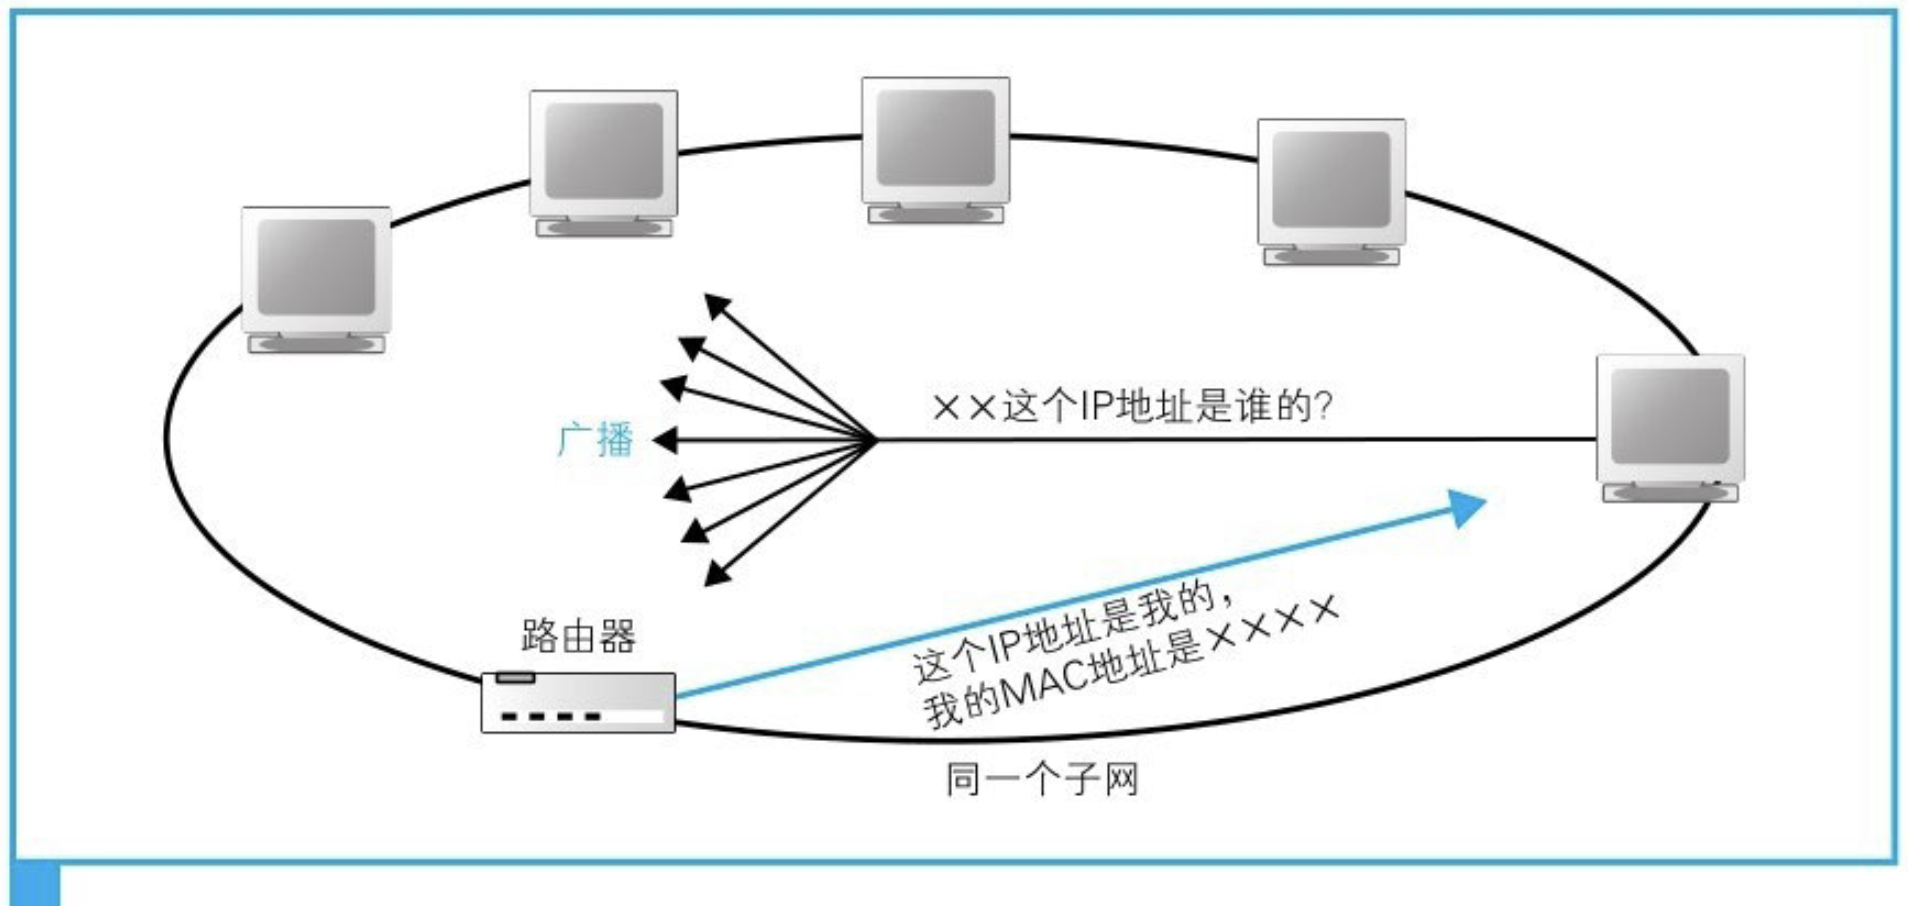 ××这个IP地址是谁的?
广播
路由器
这个IP地址是我的，
我的MAC地址是××××
同一个子网